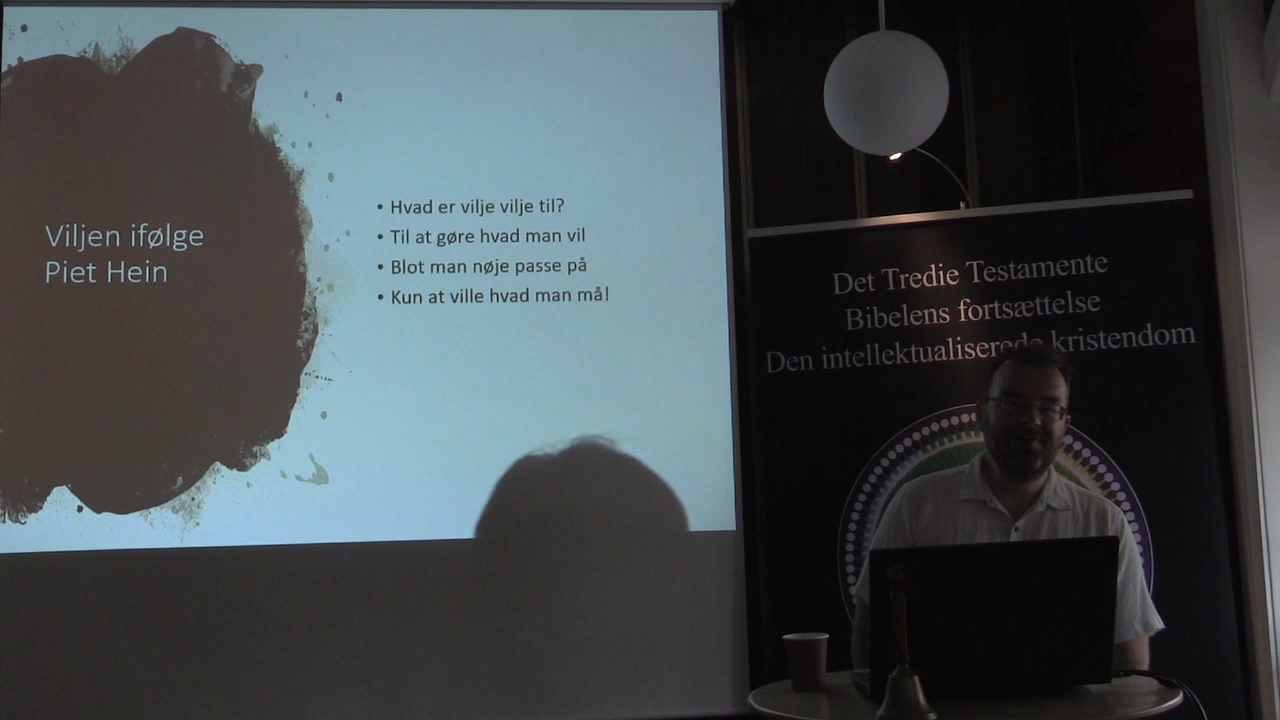 Viljen ifølge
Piet Hein
• Hvad er vilje vilje til?
• Til at gøre hvad man vil
• Blot man nøje passe på
• Kun at ville hvad man må!
Det Tredie Testamente
Bibelens fortsættelse
Den intellektualiserede kristendom